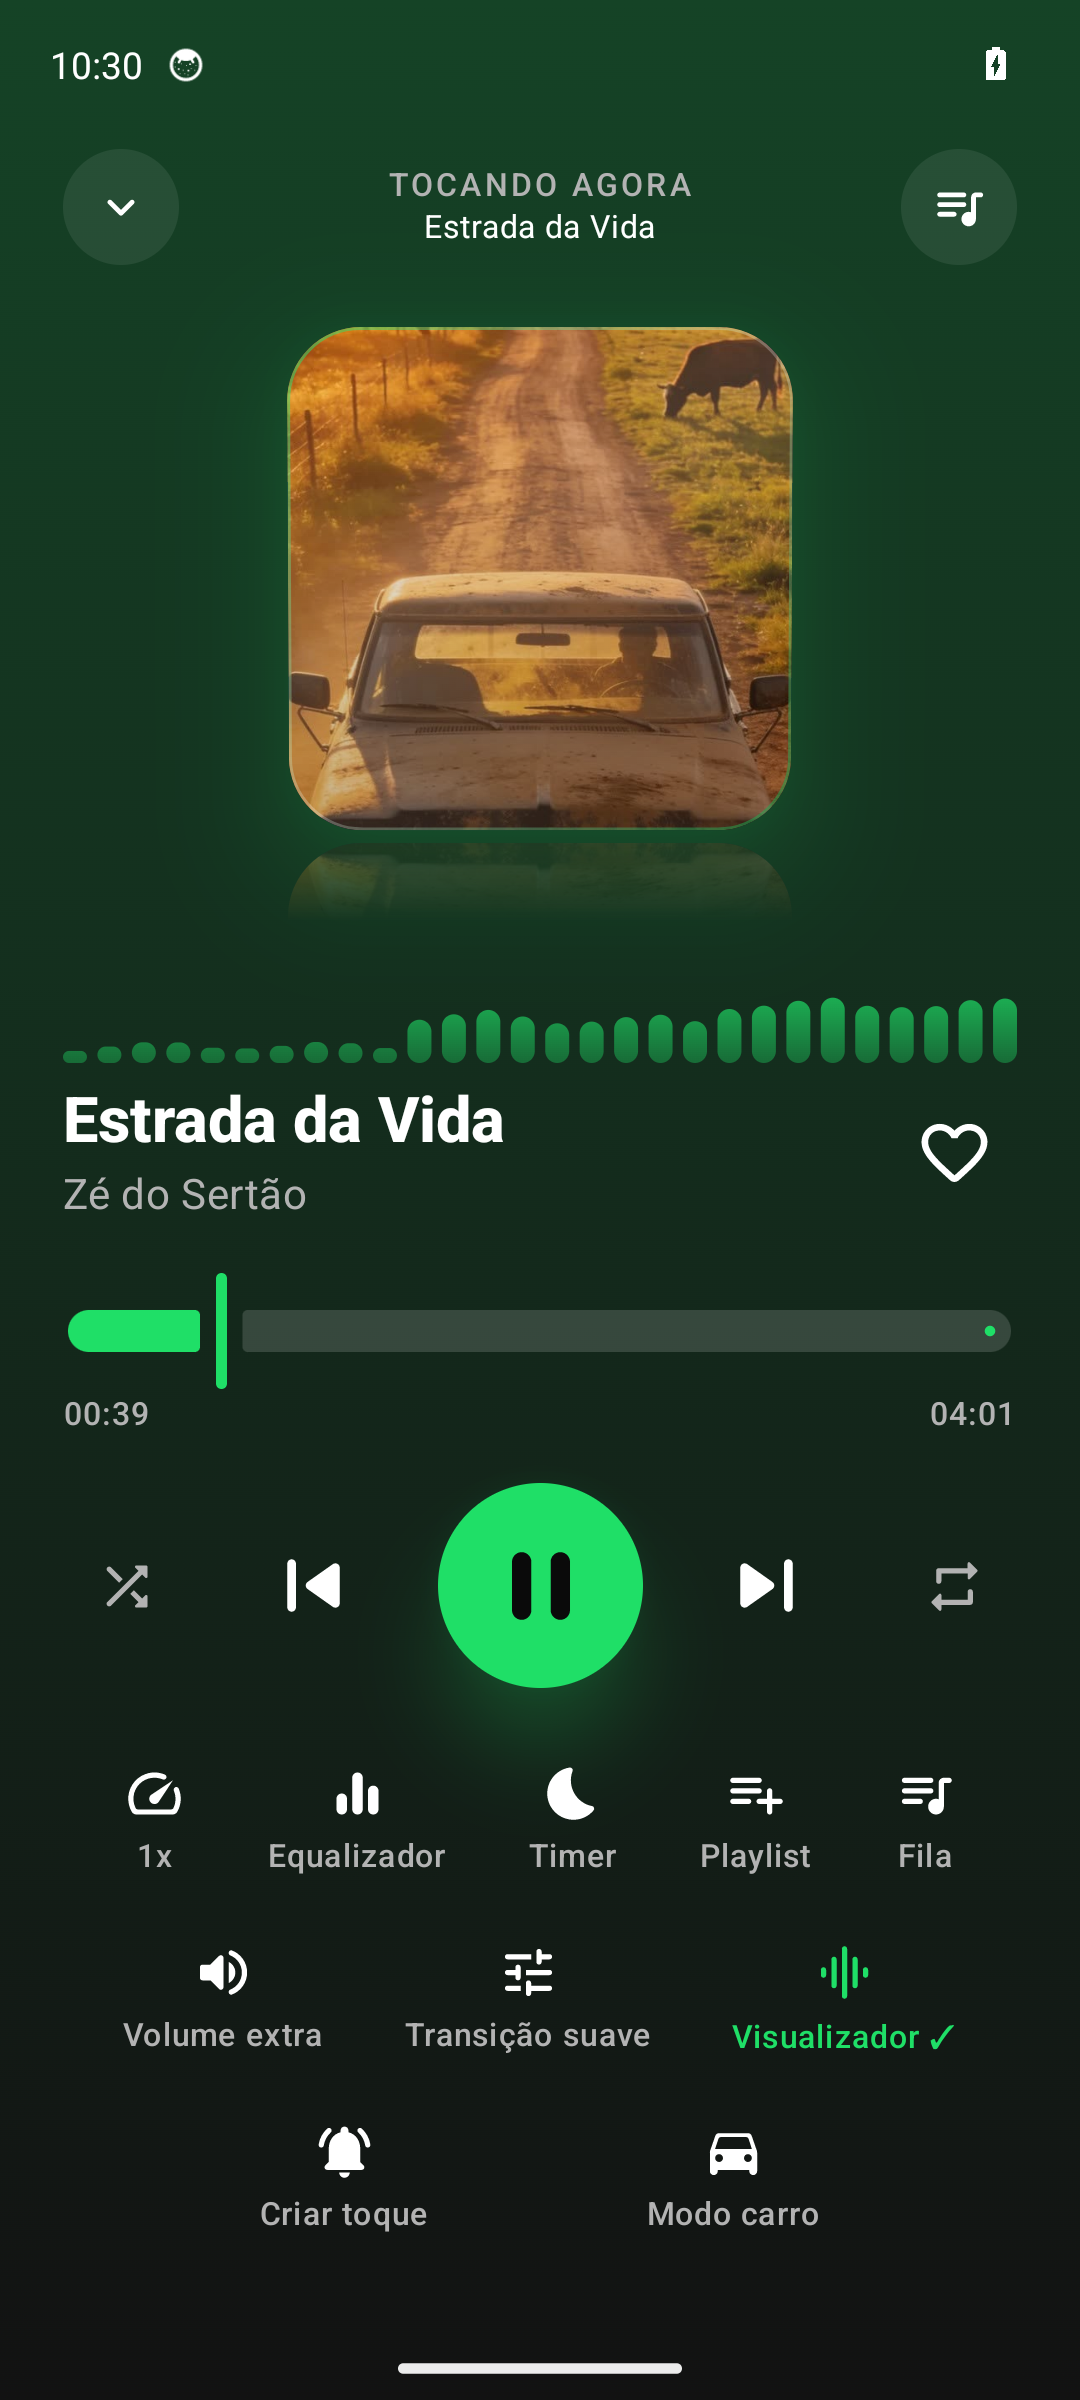 10:30
TOCANDO AGORA
Estrada da Vida
Estrada da Vida
Zé do Sertão
00:39 04:01
1x Equalizador Timer Playlist Fila
Volume extra Transição suave Visualizador ✓
Criar toque Modo carro